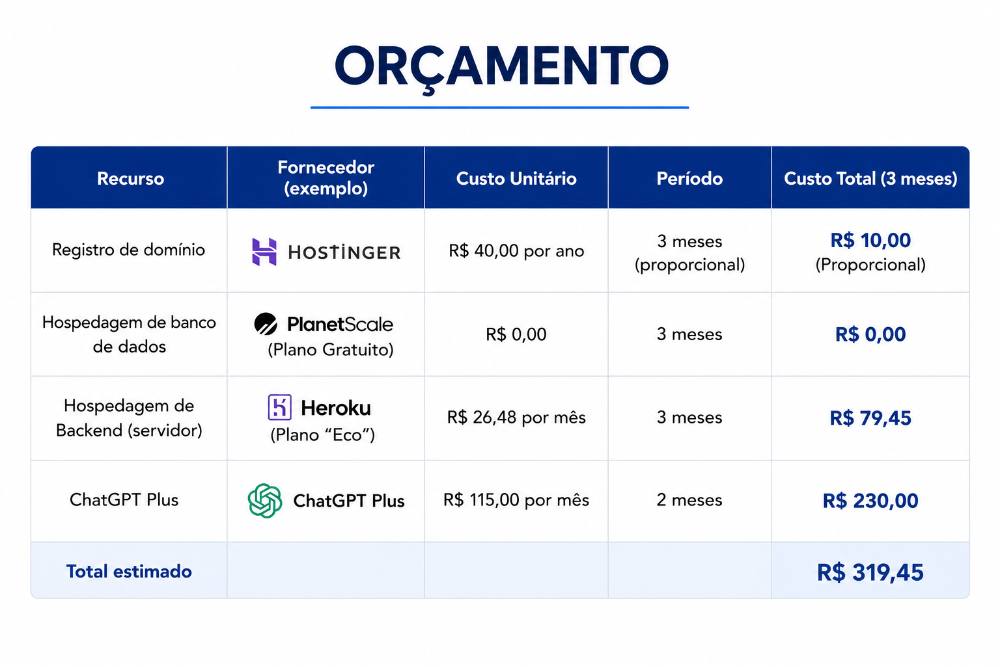 ORÇAMENTO
Recurso
Fornecedor
(exemplo)
Custo Unitário
Período
Custo Total (3 meses)
Registro de domínio
HOSTINGER
R$ 40,00 por ano
3 meses
(proporcional)
R$ 10,00
(Proporcional)
Hospedagem de banco
de dados
PlanetScale
(Plano Gratuito)
R$ 0,00
3 meses
R$ 0,00
Hospedagem de
Backend (servidor)
Heroku
(Plano “Eco”)
R$ 26,48 por mês
3 meses
R$ 79,45
ChatGPT Plus
ChatGPT Plus
R$ 115,00 por mês
2 meses
R$ 230,00
Total estimado
R$ 319,45